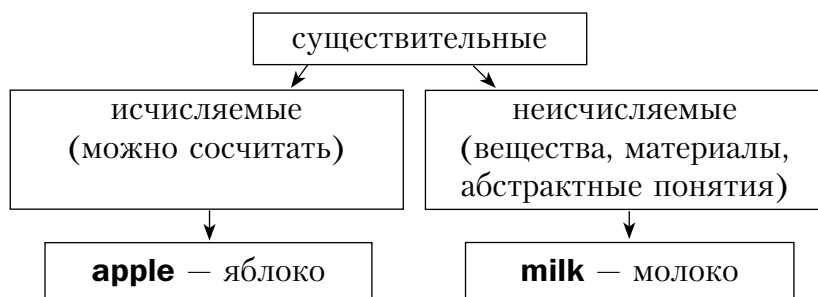 существительные
исчисляемые
(можно сосчитать)
неисчисляемые
(вещества, материалы,
абстрактные понятия)
apple — яблоко
milk — молоко